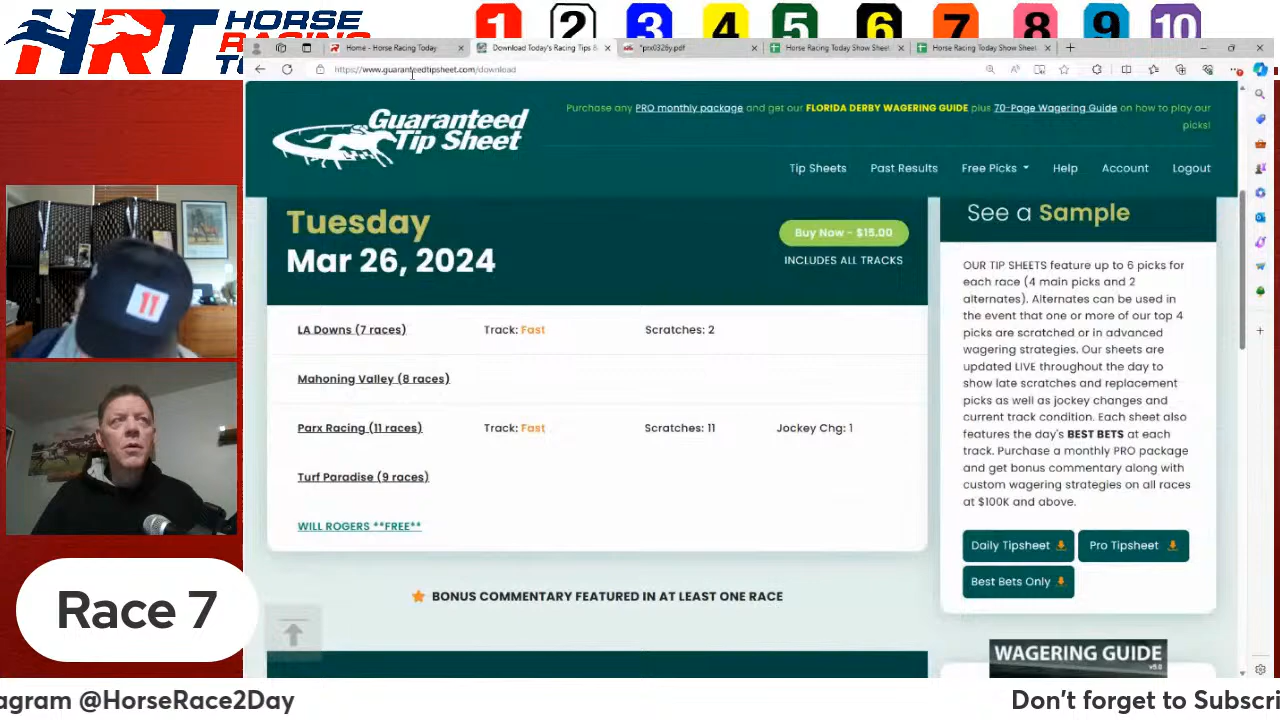 HRT HORSE
1 2 3 4 5 6 7 8 9 10
Home - Horse Racing Today
Download Today's Racing Tips &
*prx0326y.pdf
Horse Racing Today Show Sheet
Horse Racing Today Show Sheet
https://www.guaranteedtipsheet.com/download
Guaranteed
Tip Sheet
Purchase any PRO monthly package and get our FLORIDA DERBY WAGERING GUIDE plus 70-Page Wagering Guide on how to play our
picks!
Tip Sheets Past Results Free Picks Help Account Logout
Tuesday
Mar 26, 2024
Buy Now - $15.00
INCLUDES ALL TRACKS
LA Downs (7 races) Track: Fast Scratches: 2
Mahoning Valley (8 races)
Parx Racing (11 races) Track: Fast Scratches: 11 Jockey Chg: 1
Turf Paradise (9 races)
WILL ROGERS **FREE**
BONUS COMMENTARY FEATURED IN AT LEAST ONE RACE
See a Sample
OUR TIP SHEETS feature up to 6 picks for
each race (4 main picks and 2
alternates). Alternates can be used in
the event that one or more of our top 4
picks are scratched or in advanced
wagering strategies. Our sheets are
updated LIVE throughout the day to
show late scratches and replacement
picks as well as jockey changes and
current track condition. Each sheet also
features the day's BEST BETS at each
track. Purchase a monthly PRO package
and get bonus commentary along with
custom wagering strategies on all races
at $100K and above.
Daily Tipsheet Pro Tipsheet
Best Bets Only
WAGERING GUIDE
11
Race 7
agram @HorseRace2Day
Don't forget to Subscri